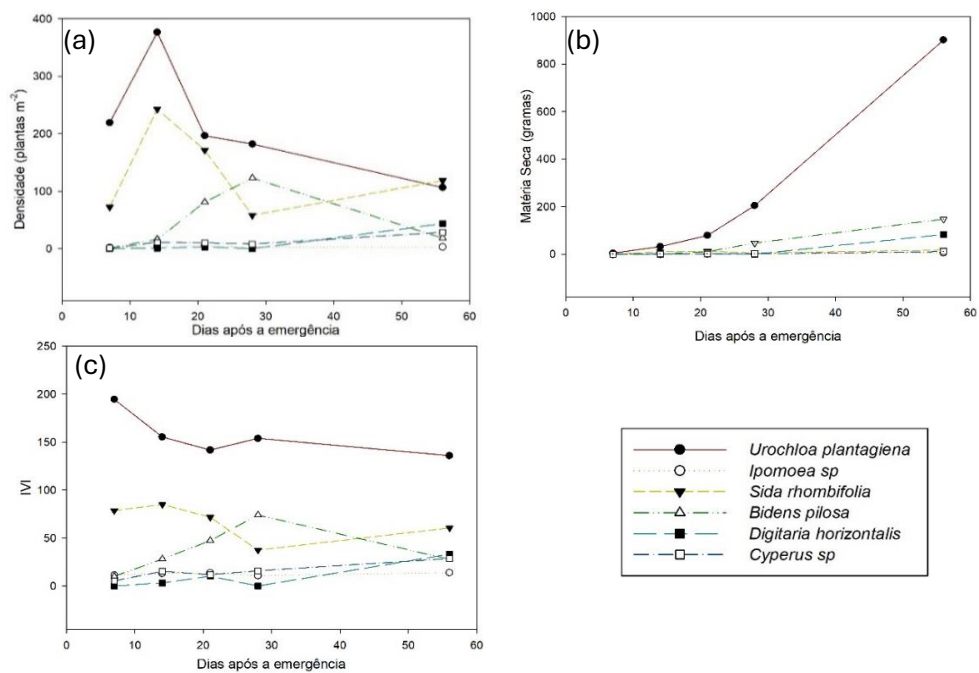 (a)
Densidade (plantas m-2)
400
300
200
100
0
0 10 20 30 40 50 60
Dias após a emergência
(b)
Matéria Seca (gramas)
1000
800
600
400
200
0
0 10 20 30 40 50 60
Dias após a emergência
(c)
IVI
250
200
150
100
50
0
0 10 20 30 40 50 60
Dias após a emergência
Urochloa plantagiena
Ipomoea sp
Sida rhombifolia
Bidens pilosa
Digitaria horizontalis
Cyperus sp